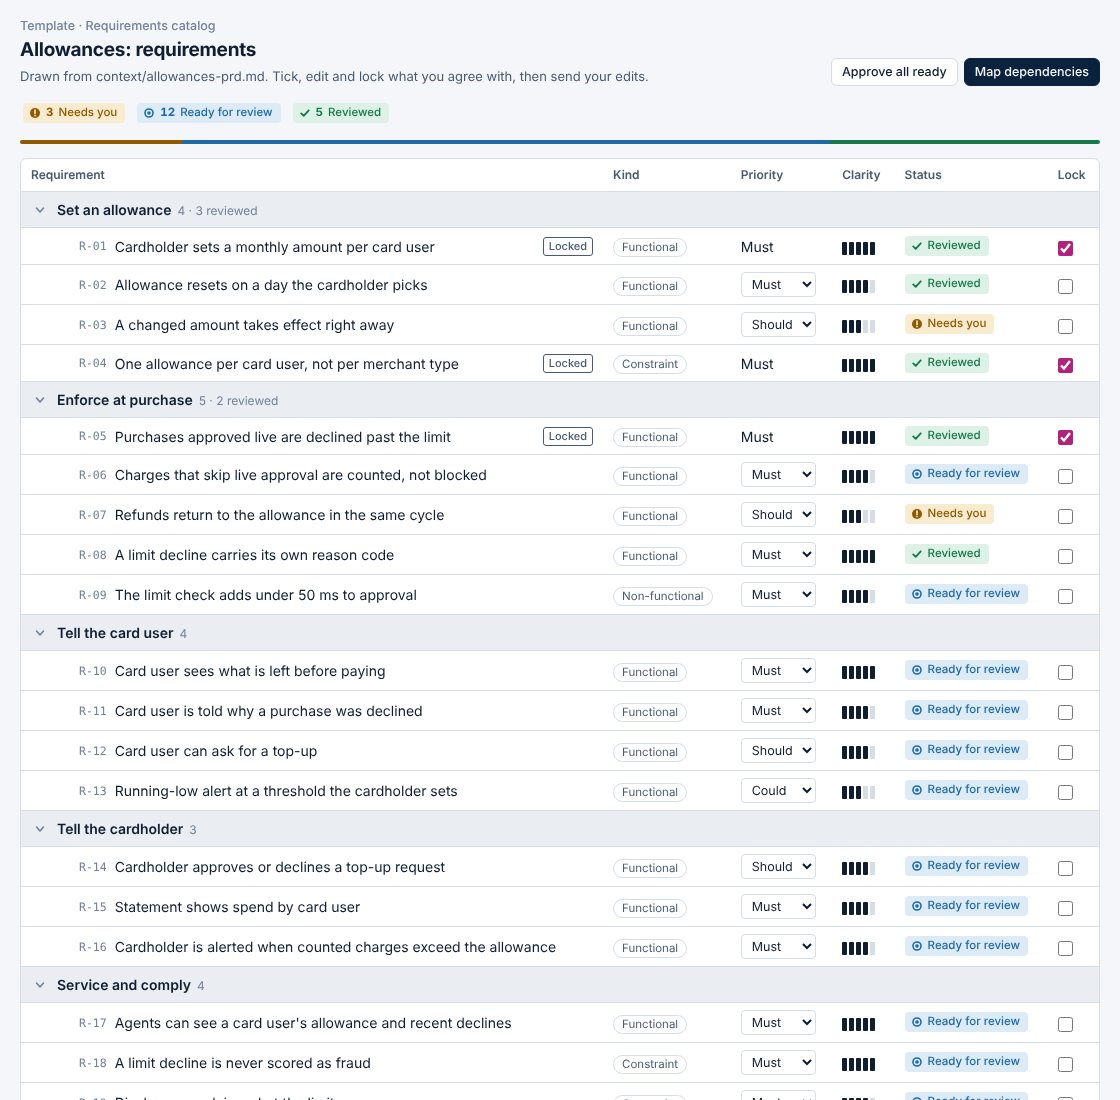 Template · Requirements catalog
Allowances: requirements
Drawn from context/allowances-prd.md. Tick, edit and lock what you agree with, then send your edits.
Approve all ready
Map dependencies
3 Needs you
12 Ready for review
5 Reviewed
Requirement Kind Priority Clarity Status Lock
Set an allowance 4 · 3 reviewed
R-01 Cardholder sets a monthly amount per card user Locked Functional Must Reviewed
R-02 Allowance resets on a day the cardholder picks Functional Must Reviewed
R-03 A changed amount takes effect right away Functional Should Needs you
R-04 One allowance per card user, not per merchant type Locked Constraint Must Reviewed
Enforce at purchase 5 · 2 reviewed
R-05 Purchases approved live are declined past the limit Locked Functional Must Reviewed
R-06 Charges that skip live approval are counted, not blocked Functional Must Ready for review
R-07 Refunds return to the allowance in the same cycle Functional Should Needs you
R-08 A limit decline carries its own reason code Functional Must Reviewed
R-09 The limit check adds under 50 ms to approval Non-functional Must Ready for review
Tell the card user 4
R-10 Card user sees what is left before paying Functional Must Ready for review
R-11 Card user is told why a purchase was declined Functional Must Ready for review
R-12 Card user can ask for a top-up Functional Should Ready for review
R-13 Running-low alert at a threshold the cardholder sets Functional Could Ready for review
Tell the cardholder 3
R-14 Cardholder approves or declines a top-up request Functional Should Ready for review
R-15 Statement shows spend by card user Functional Must Ready for review
R-16 Cardholder is alerted when counted charges exceed the allowance Functional Must Ready for review
Service and comply 4
R-17 Agents can see a card user's allowance and recent declines Functional Must Ready for review
R-18 A limit decline is never scored as fraud Constraint Must Ready for review